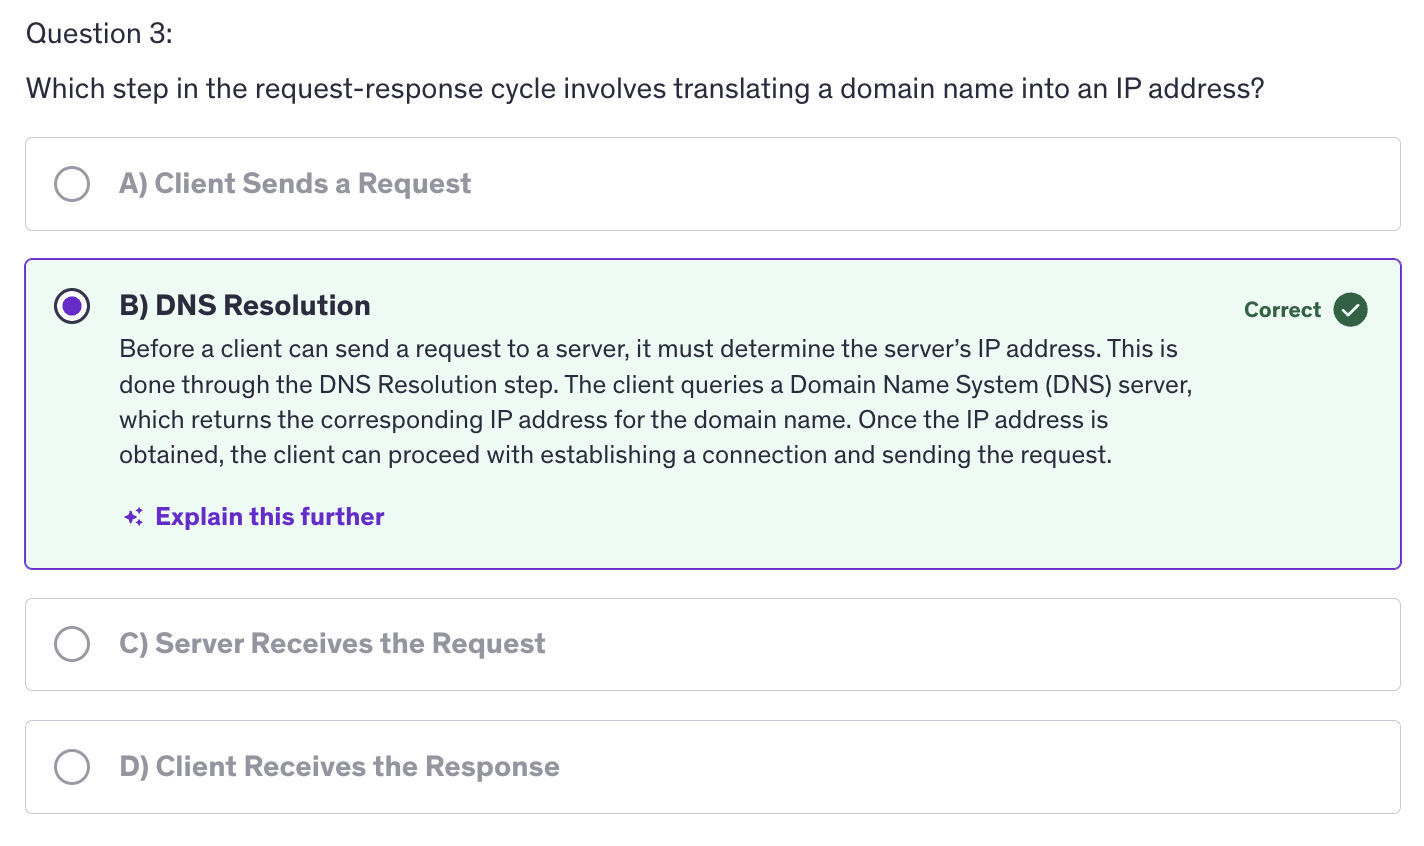 Question 3:
Which step in the request-response cycle involves translating a domain name into an IP address?
A) Client Sends a Request
B) DNS Resolution
Correct
Before a client can send a request to a server, it must determine the server’s IP address. This is
done through the DNS Resolution step. The client queries a Domain Name System (DNS) server,
which returns the corresponding IP address for the domain name. Once the IP address is
obtained, the client can proceed with establishing a connection and sending the request.
Explain this further
C) Server Receives the Request
D) Client Receives the Response